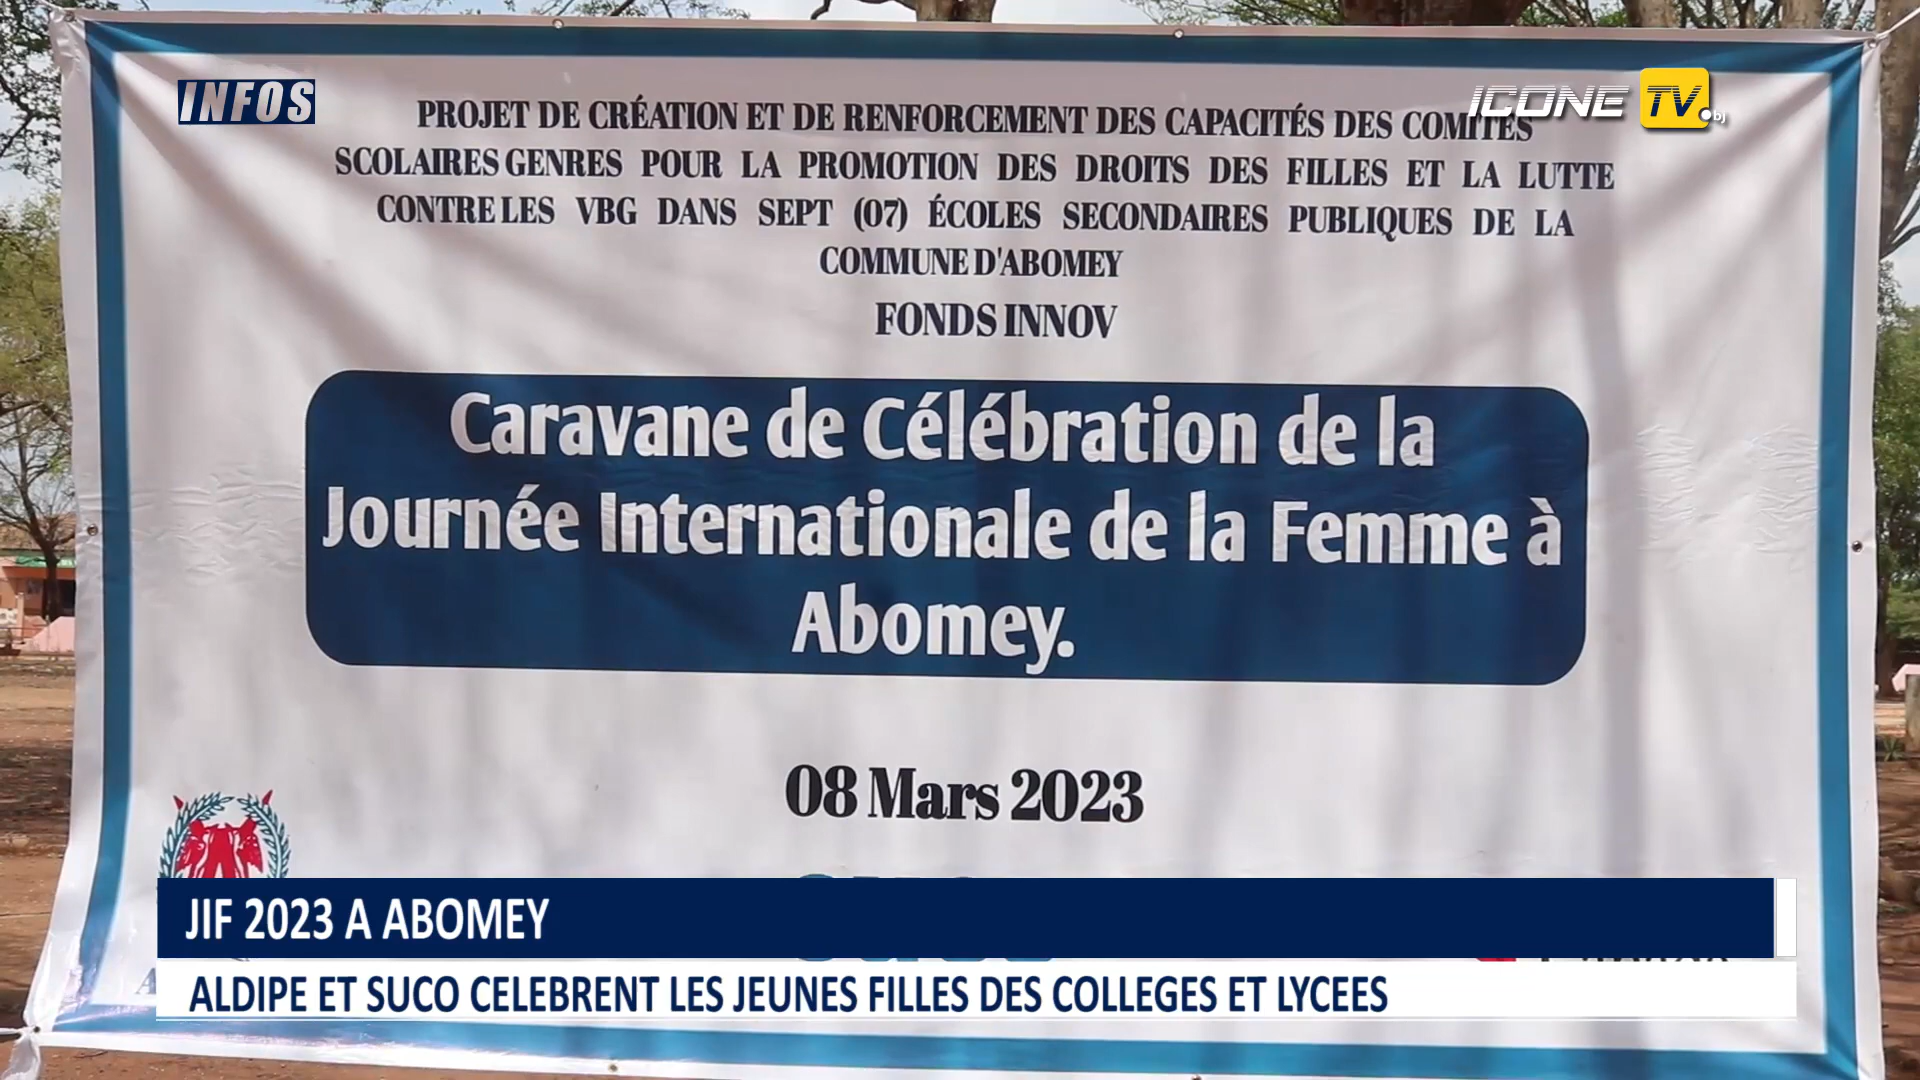 INFOS
ICONE TV.bj
PROJET DE CRÉATION ET DE RENFORCEMENT DES CAPACITÉS DES COMITÉS
SCOLAIRES GENRES POUR LA PROMOTION DES DROITS DES FILLES ET LA LUTTE
CONTRE LES VBG DANS SEPT (07) ÉCOLES SECONDAIRES PUBLIQUES DE LA
COMMUNE D'ABOMEY
FONDS INNOV
Caravane de Célébration de la
Journée Internationale de la Femme à
Abomey.
08 Mars 2023
JIF 2023 A ABOMEY
ALDIPE ET SUCO CELEBRENT LES JEUNES FILLES DES COLLEGES ET LYCEES